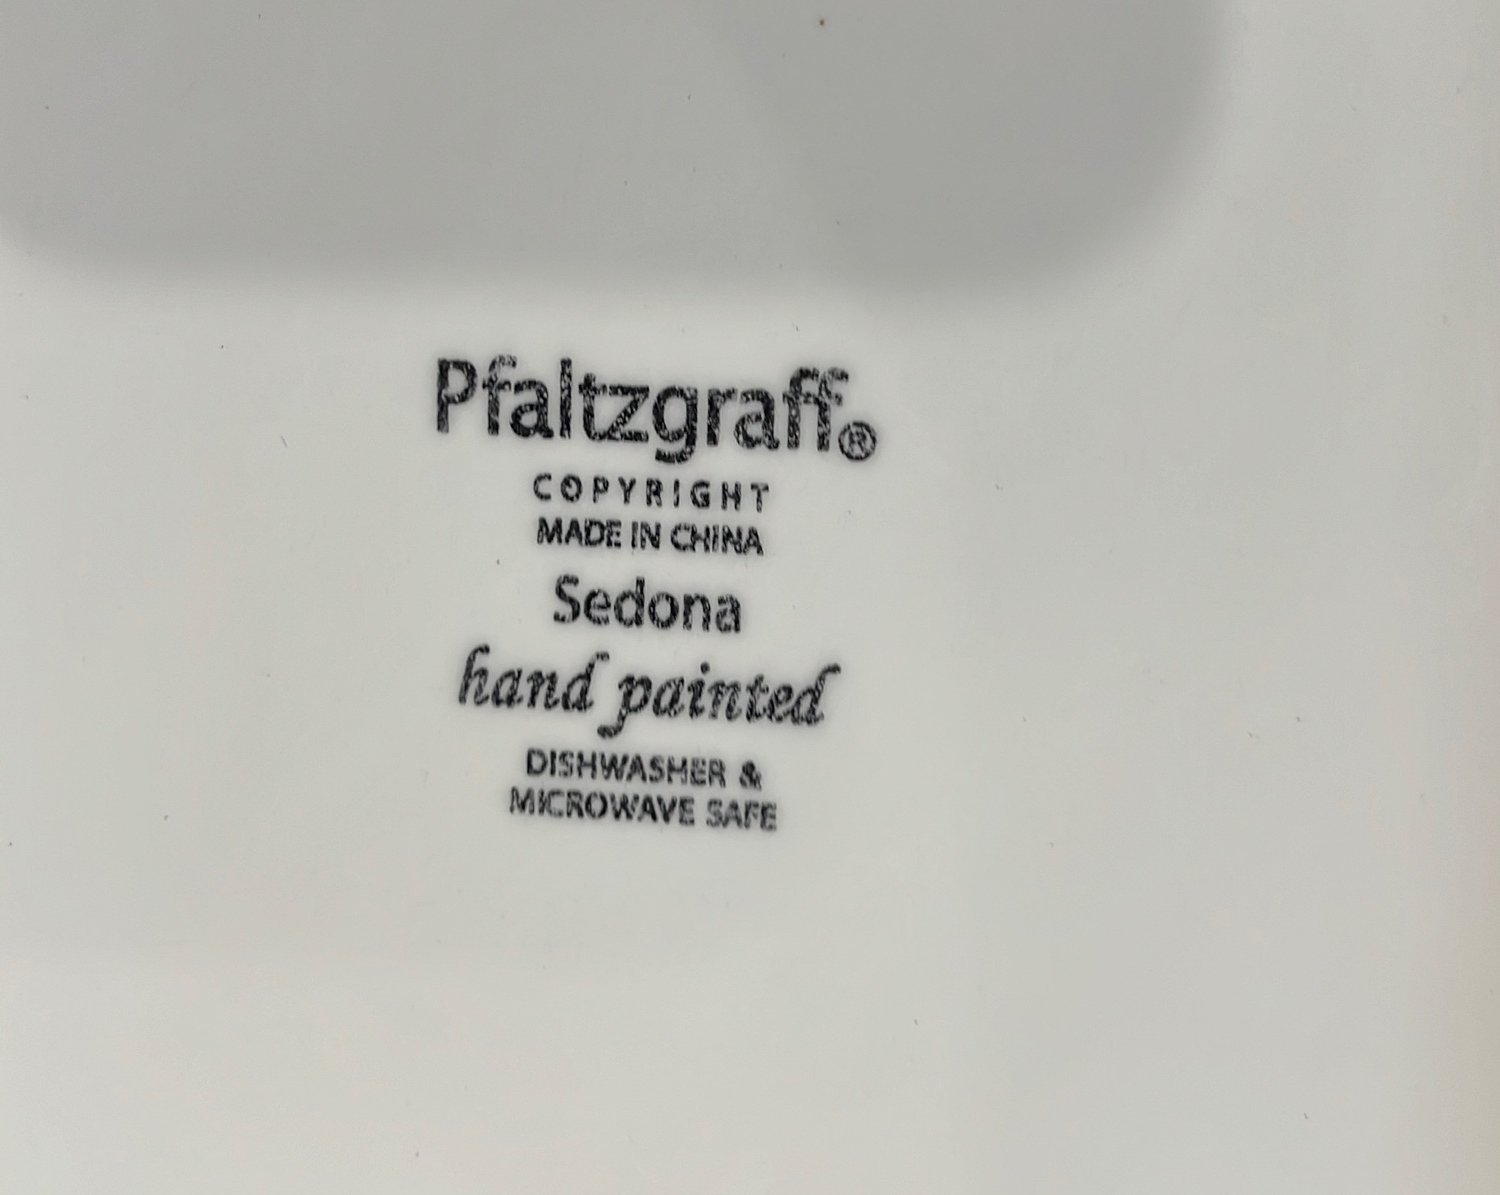 Pfaltzgraff®
COPYRIGHT
MADE IN CHINA
Sedona
hand painted
DISHWASHER &
MICROWAVE SAFE